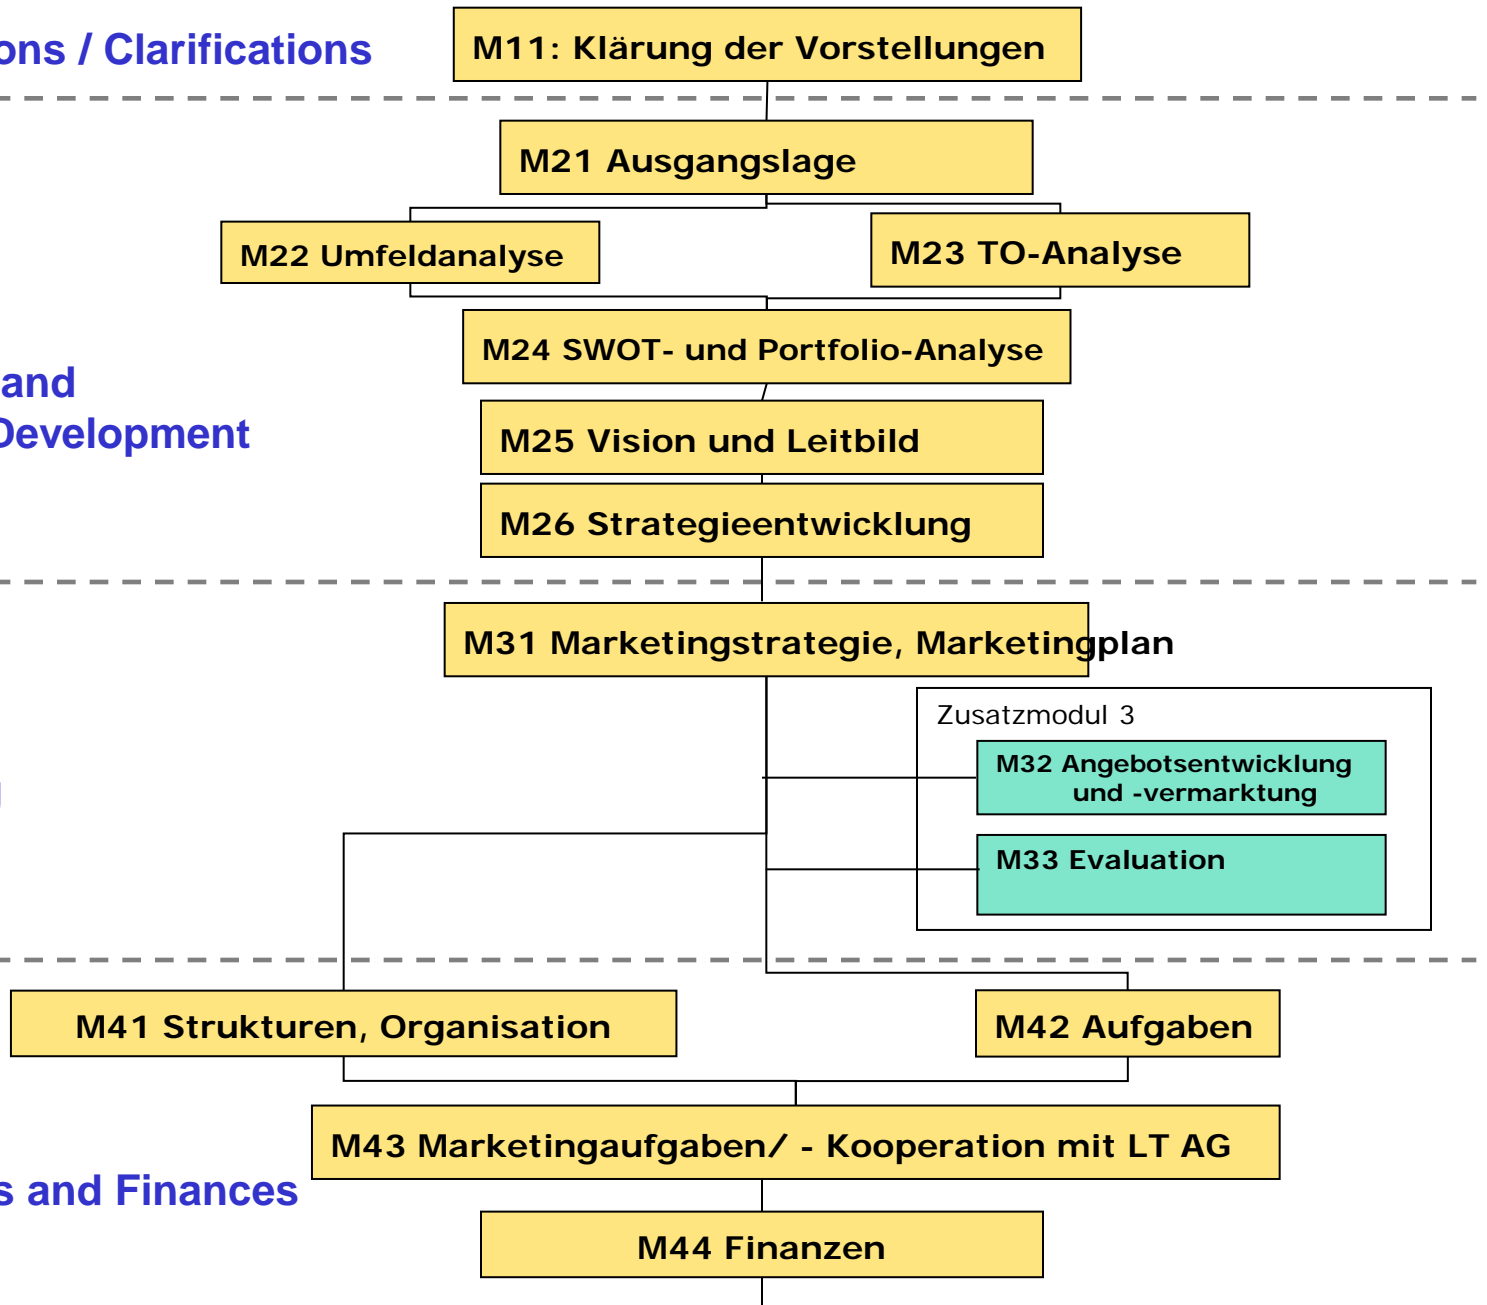 ons / Clarifications
M11: Klärung der Vorstellungen
M21 Ausgangslage
M22 Umfeldanalyse
M23 TO-Analyse
M24 SWOT- und Portfolio-Analyse
and
Development
M25 Vision und Leitbild
M26 Strategieentwicklung
M31 Marketingstrategie, Marketingplan
Zusatzmodul 3
M32 Angebotsentwicklung
und -vermarktung
M33 Evaluation
M41 Strukturen, Organisation
M42 Aufgaben
M43 Marketingaufgaben/ - Kooperation mit LT AG
s and Finances
M44 Finanzen